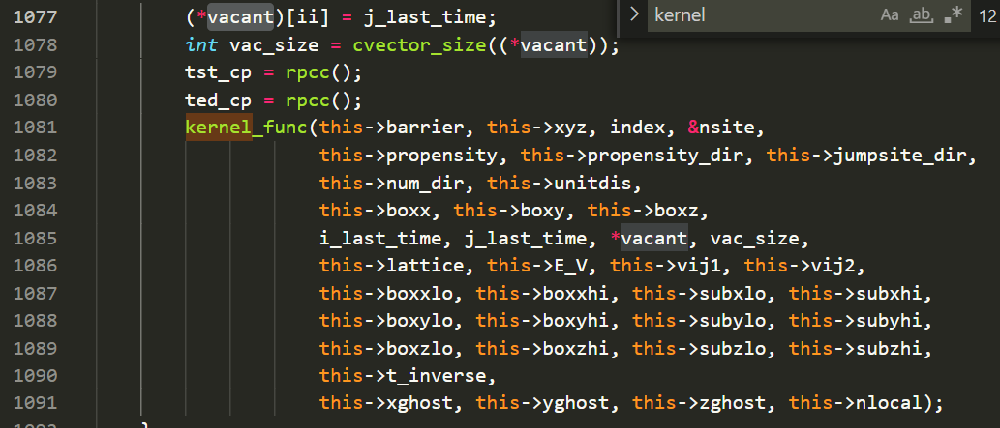 kernel
Aa ab .* 12
1077 (*vacant)[ii] = j_last_time;
1078 int vac_size = cvector_size((*vacant));
1079 tst_cp = rpcc();
1080 ted_cp = rpcc();
1081 kernel_func(this->barrier, this->xyz, index, &nsite,
1082 this->propensity, this->propensity_dir, this->jumpsite_dir,
1083 this->num_dir, this->unitdis,
1084 this->boxx, this->boxy, this->boxz,
1085 i_last_time, j_last_time, *vacant, vac_size,
1086 this->lattice, this->E_V, this->vij1, this->vij2,
1087 this->boxxlo, this->boxxhi, this->subxlo, this->subxhi,
1088 this->boxylo, this->boxyhi, this->subylo, this->subyhi,
1089 this->boxzlo, this->boxzhi, this->subzlo, this->subzhi,
1090 this->t_inverse,
1091 this->xghost, this->yghost, this->zghost, this->nlocal);